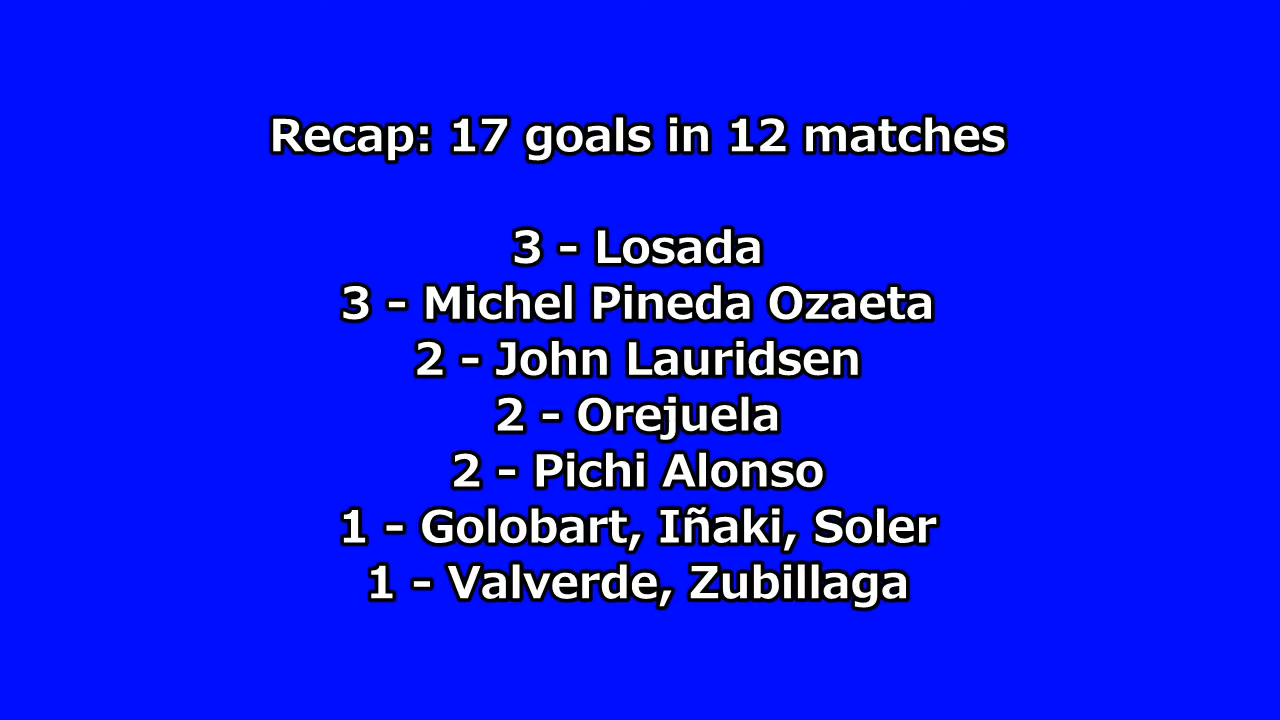 Recap: 17 goals in 12 matches
3 - Losada
3 - Michel Pineda Ozaeta
2 - John Lauridsen
2 - Orejuela
2 - Pichi Alonso
1 - Golobart, Iñaki, Soler
1 - Valverde, Zubillaga